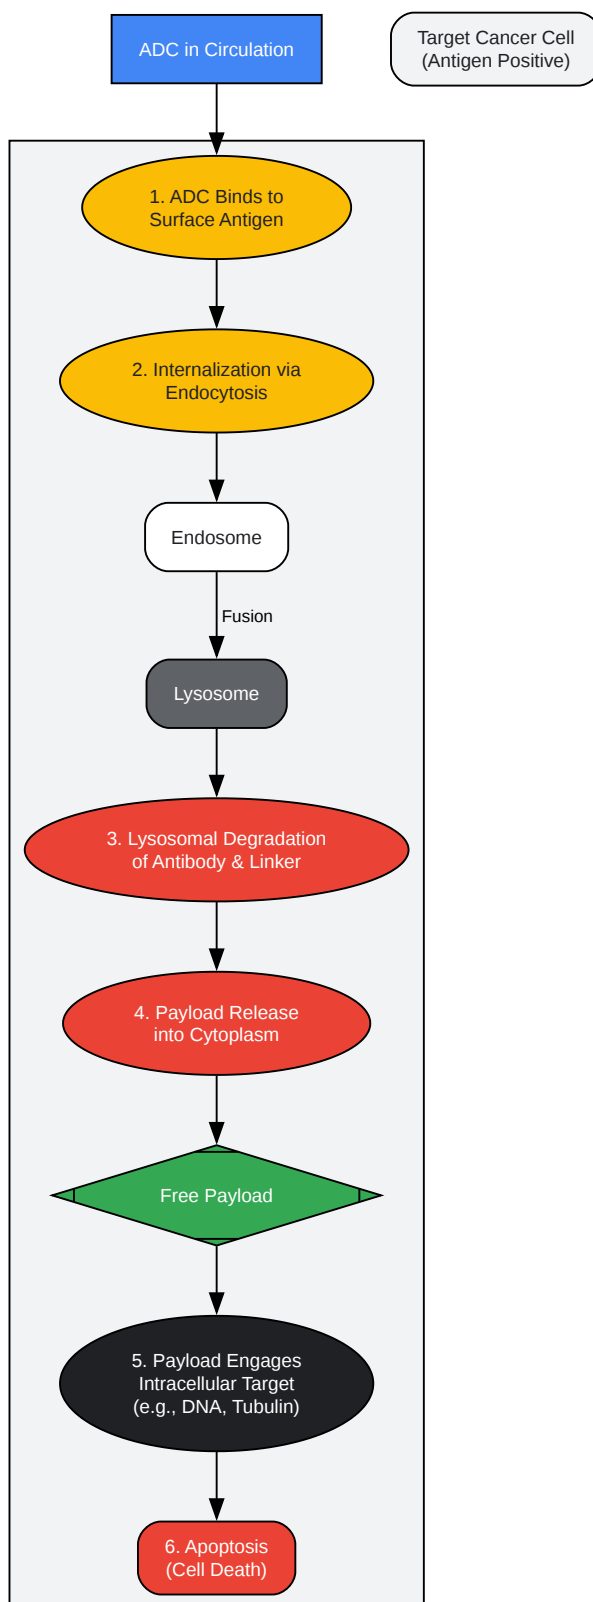 ADC in Circulation
Target Cancer Cell
(Antigen Positive)
1. ADC Binds to
Surface Antigen
2. Internalization via
Endocytosis
Endosome
Fusion
Lysosome
3. Lysosomal Degradation
of Antibody & Linker
4. Payload Release
into Cytoplasm
Free Payload
5. Payload Engages
Intracellular Target
(e.g., DNA, Tubulin)
6. Apoptosis
(Cell Death)